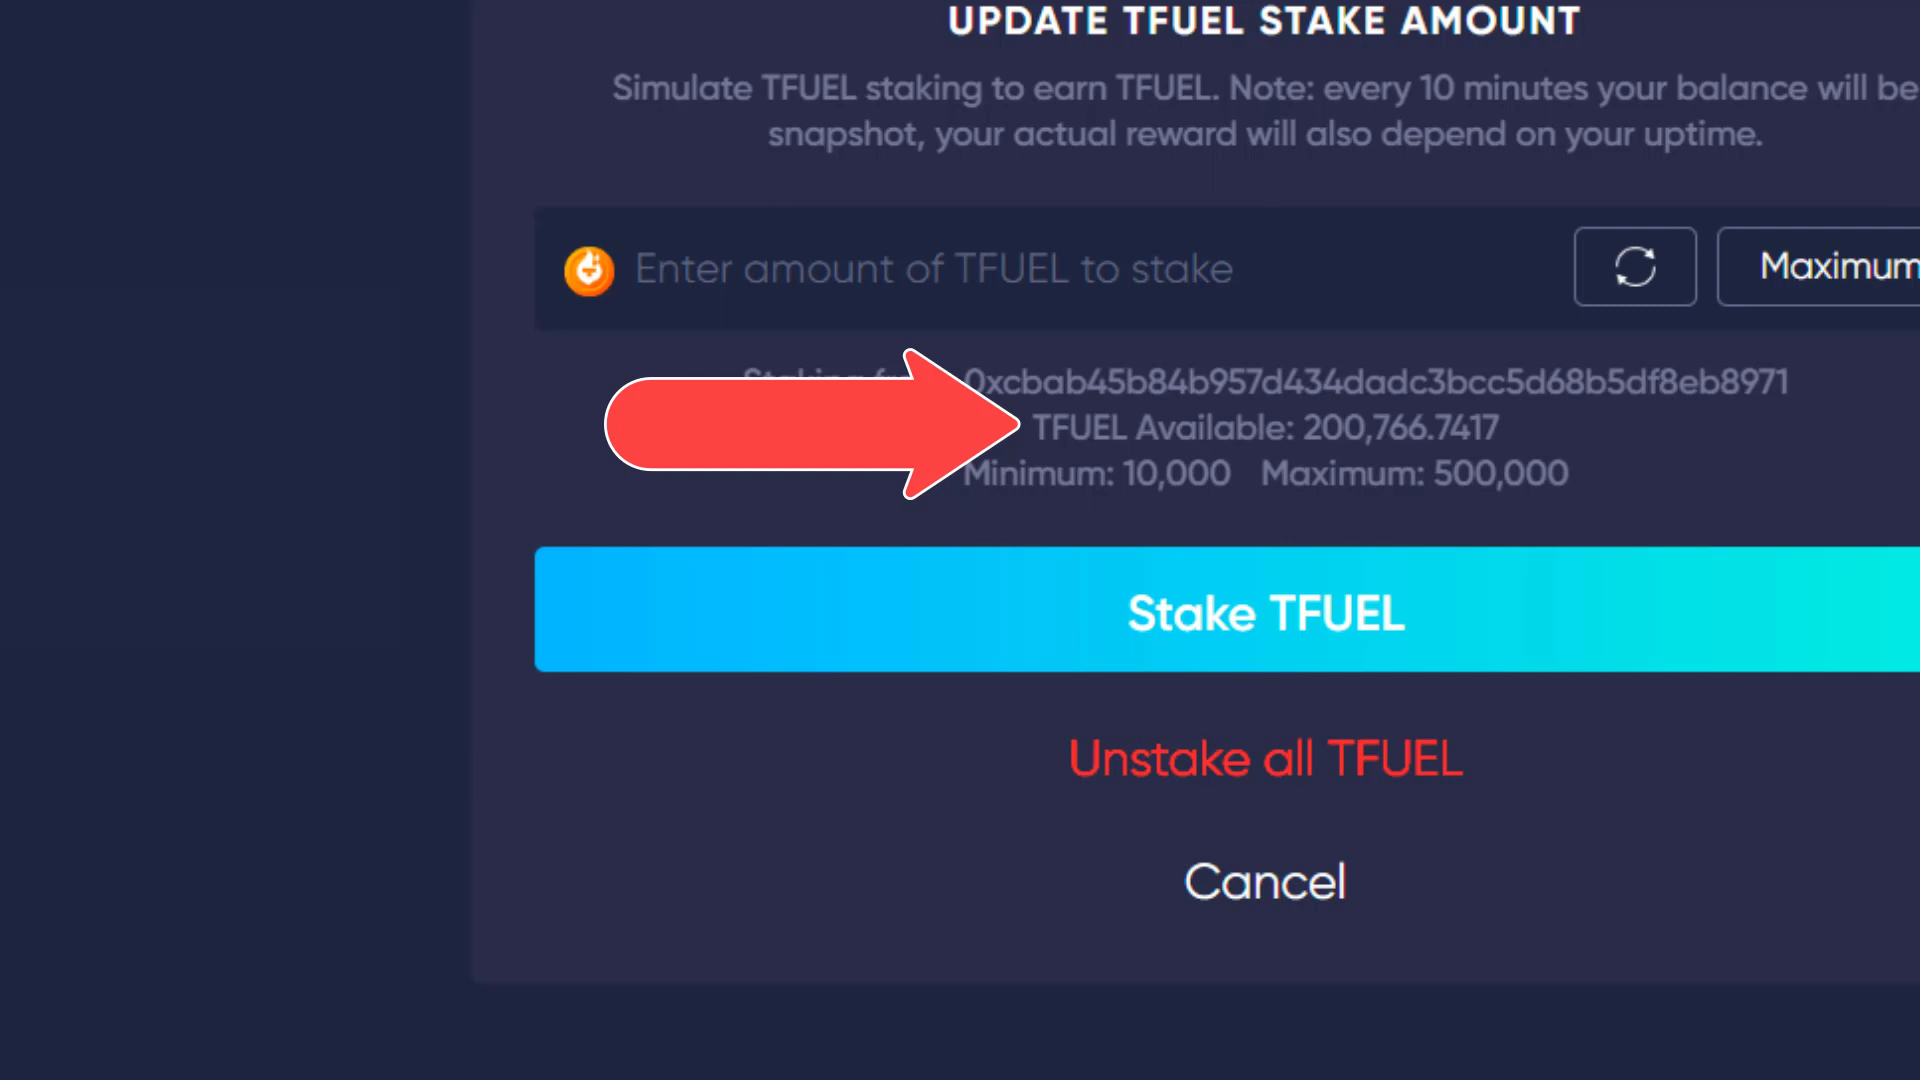 UPDATE TFUEL STAKE AMOUNT
Simulate TFUEL staking to earn TFUEL. Note: every 10 minutes your balance will be
snapshot, your actual reward will also depend on your uptime.
Enter amount of TFUEL to stake
Maximum
Staking 0xcbab45b84b957d434dadc3bcc5d68b5df8eb8971
TFUEL Available: 200,766.7417
Minimum: 10,000 Maximum: 500,000
Stake TFUEL
Unstake all TFUEL
Cancel